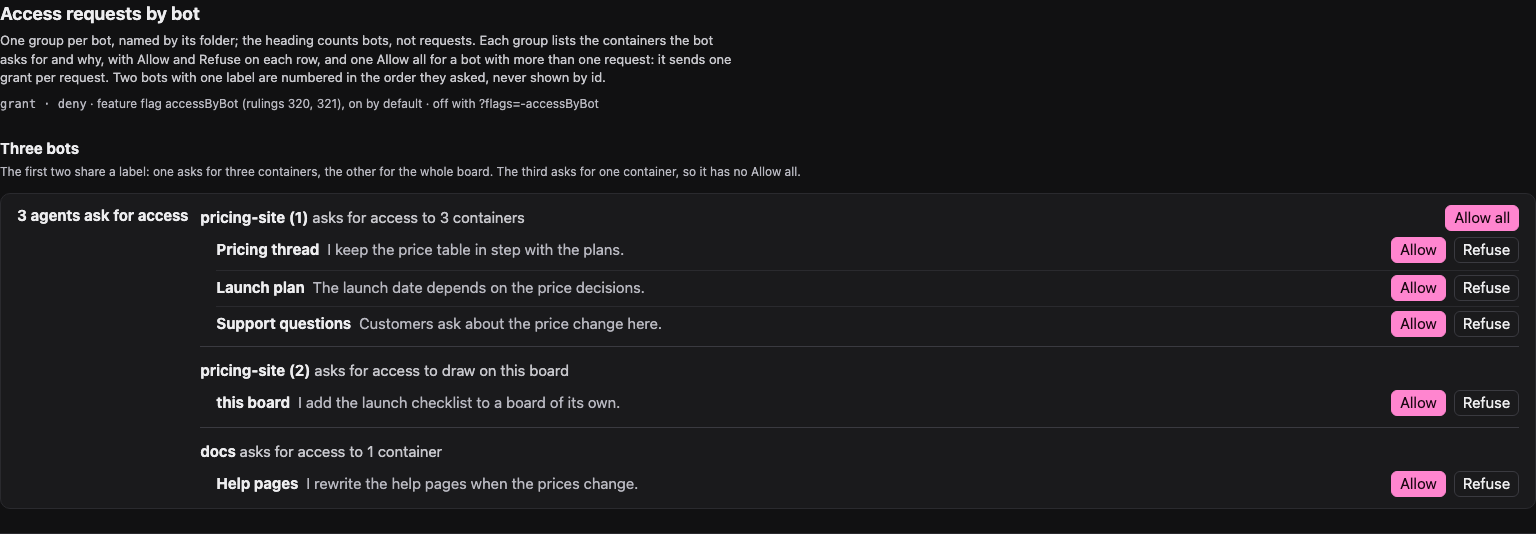 Access requests by bot
One group per bot, named by its folder; the heading counts bots, not requests. Each group lists the containers the bot
asks for and why, with Allow and Refuse on each row, and one Allow all for a bot with more than one request: it sends one
grant per request. Two bots with one label are numbered in the order they asked, never shown by id.
grant · deny · feature flag accessByBot (rulings 320, 321), on by default · off with ?flags=-accessByBot
Three bots
The first two share a label: one asks for three containers, the other for the whole board. The third asks for one container, so it has no Allow all.
3 agents ask for access pricing-site (1) asks for access to 3 containers Allow all
Pricing thread I keep the price table in step with the plans. Allow Refuse
Launch plan The launch date depends on the price decisions. Allow Refuse
Support questions Customers ask about the price change here. Allow Refuse
pricing-site (2) asks for access to draw on this board
this board I add the launch checklist to a board of its own. Allow Refuse
docs asks for access to 1 container
Help pages I rewrite the help pages when the prices change. Allow Refuse